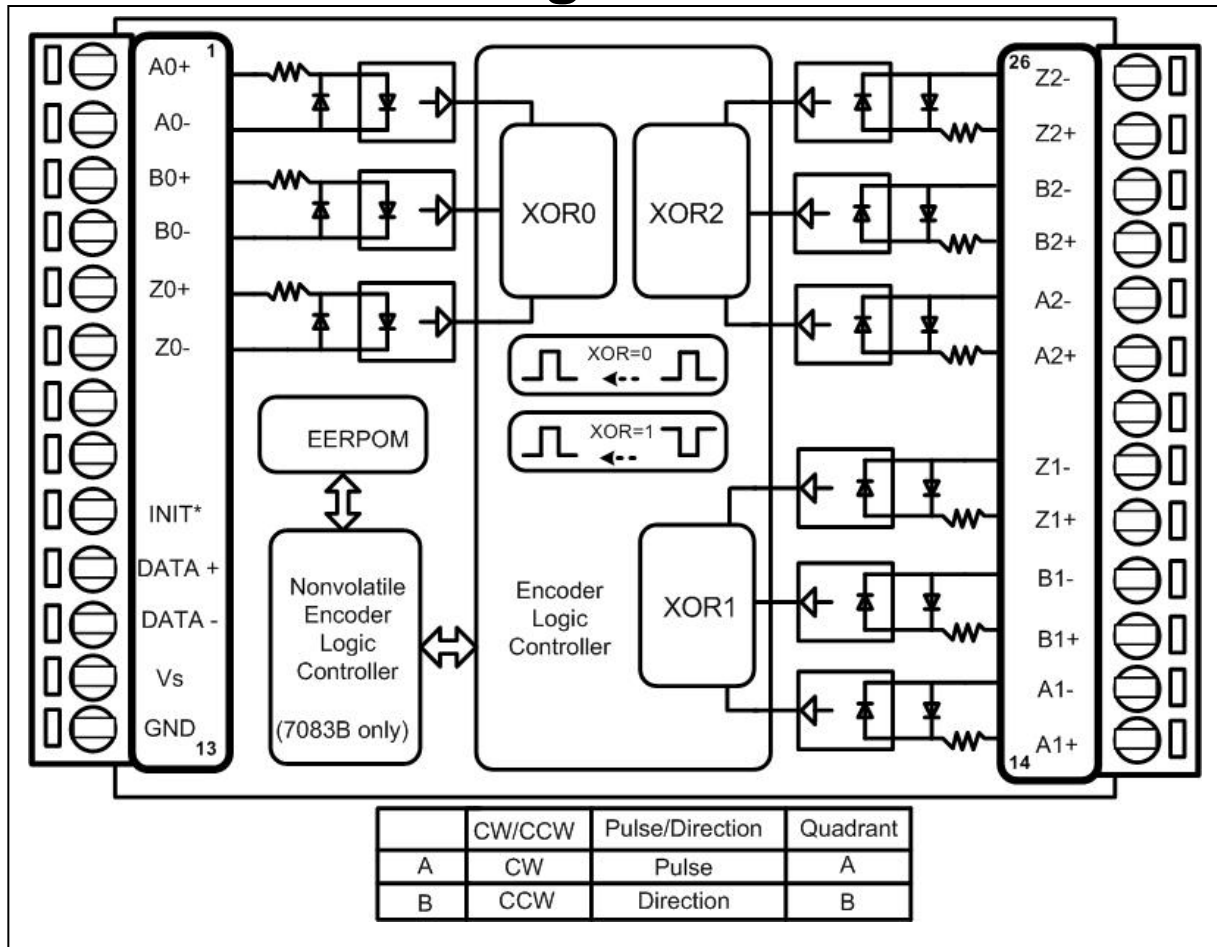 1
A0+
A0-
B0+
B0-
Z0+
Z0-
INIT*
DATA +
DATA -
Vs
GND
13
XOR0
XOR2
XOR=0
XOR=1
EERPOM
Nonvolatile
Encoder
Logic
Controller
(7083B only)
Encoder
Logic
Controller
XOR1
26
Z2-
Z2+
B2-
B2+
A2-
A2+
Z1-
Z1+
B1-
B1+
A1-
A1+
14
CW/CCW Pulse/Direction Quadrant
A CW Pulse A
B CCW Direction B